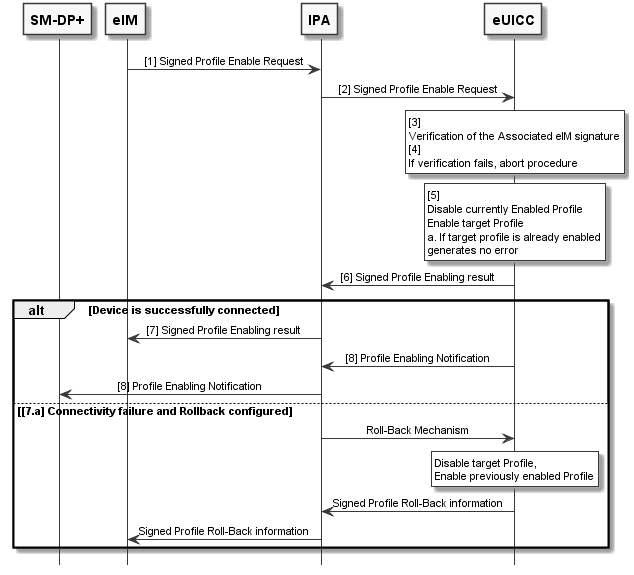 SM-DP+
eIM
IPA
eUICC
[1] Signed Profile Enable Request
[2] Signed Profile Enable Request
[3]
Verification of the Associated eIM signature
[4]
If verification fails, abort procedure
[5]
Disable currently Enabled Profile
Enable target Profile
a. If target profile is already enabled
generates no error
[6] Signed Profile Enabling result
alt
[Device is successfully connected]
[7] Signed Profile Enabling result
[8] Profile Enabling Notification
[8] Profile Enabling Notification
[[7.a] Connectivity failure and Rollback configured]
Roll-Back Mechanism
Disable target Profile,
Enable previously enabled Profile
Signed Profile Roll-Back information
Signed Profile Roll-Back information